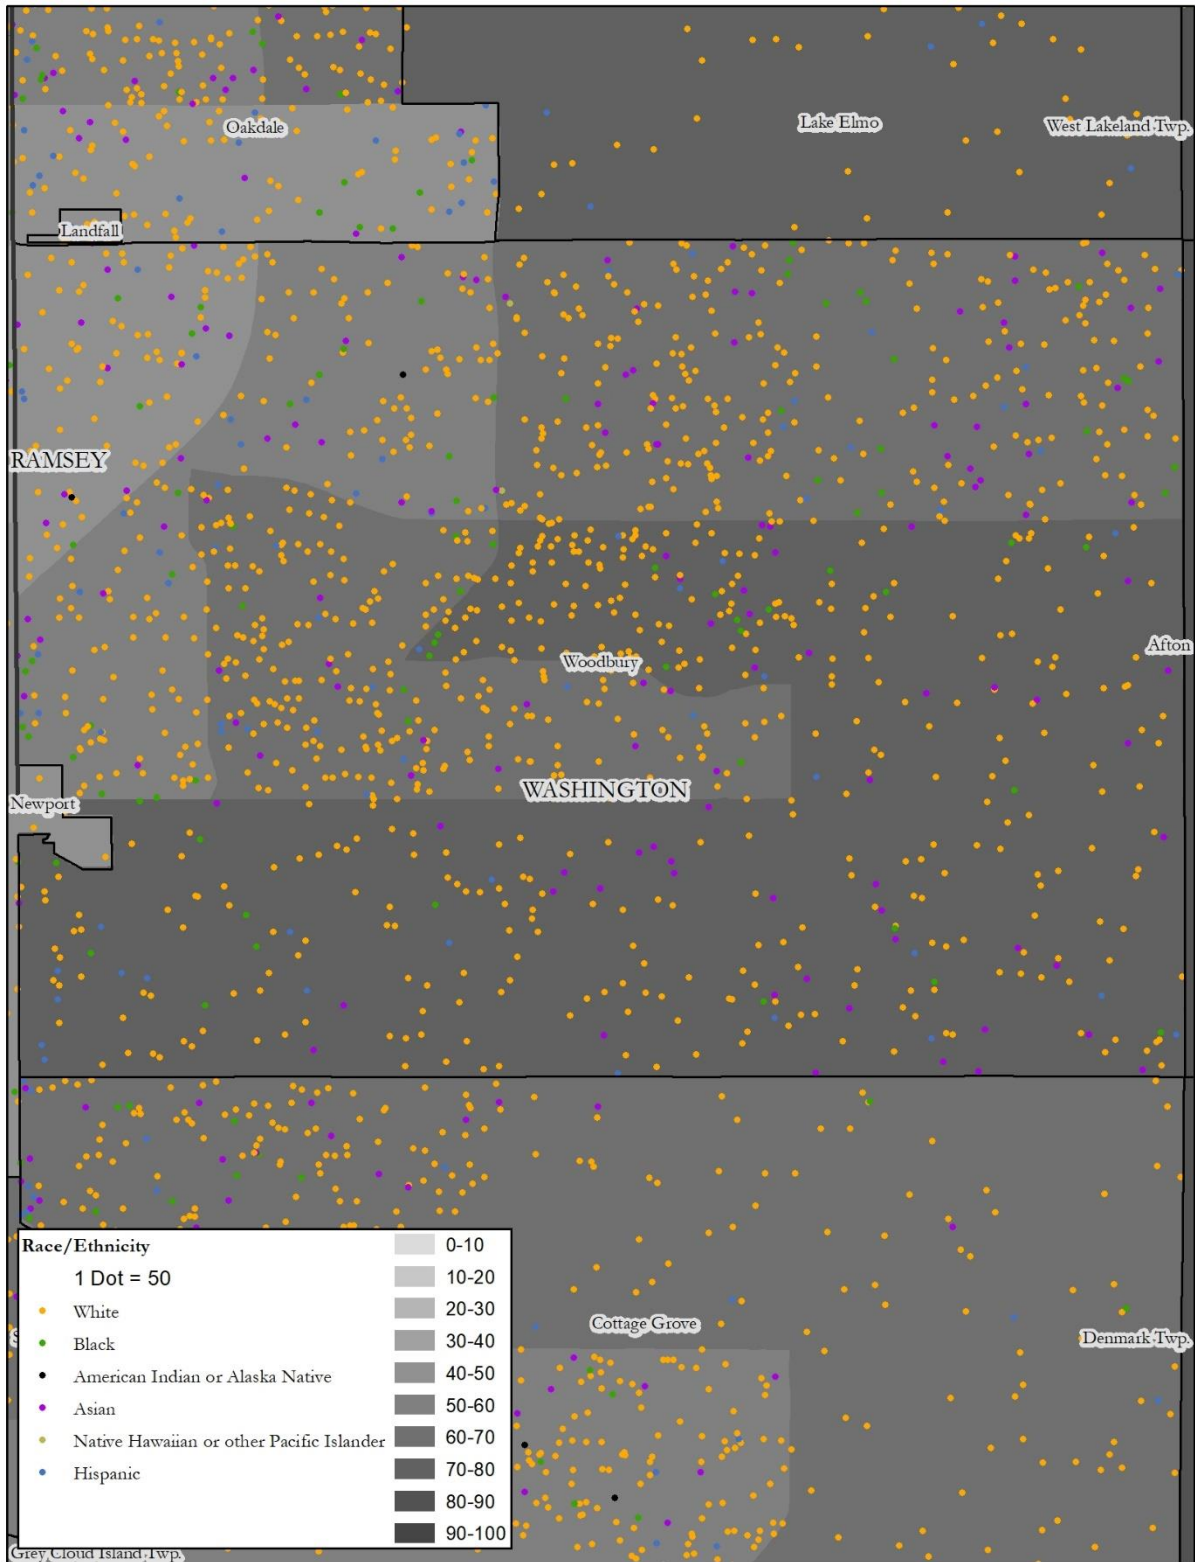 Oakdale
Lake Elmo
West Lakeland Twp.
Landfall
RAMSEY
Woodbury
Afton
WASHINGTON
Newport
Race/Ethnicity
1 Dot = 50
White
Black
American Indian or Alaska Native
Asian
Native Hawaiian or other Pacific Islander
Hispanic
0-10
10-20
20-30
30-40
40-50
50-60
60-70
70-80
80-90
90-100
Cottage Grove
Denmark Twp.
Grey Cloud Island Twp.